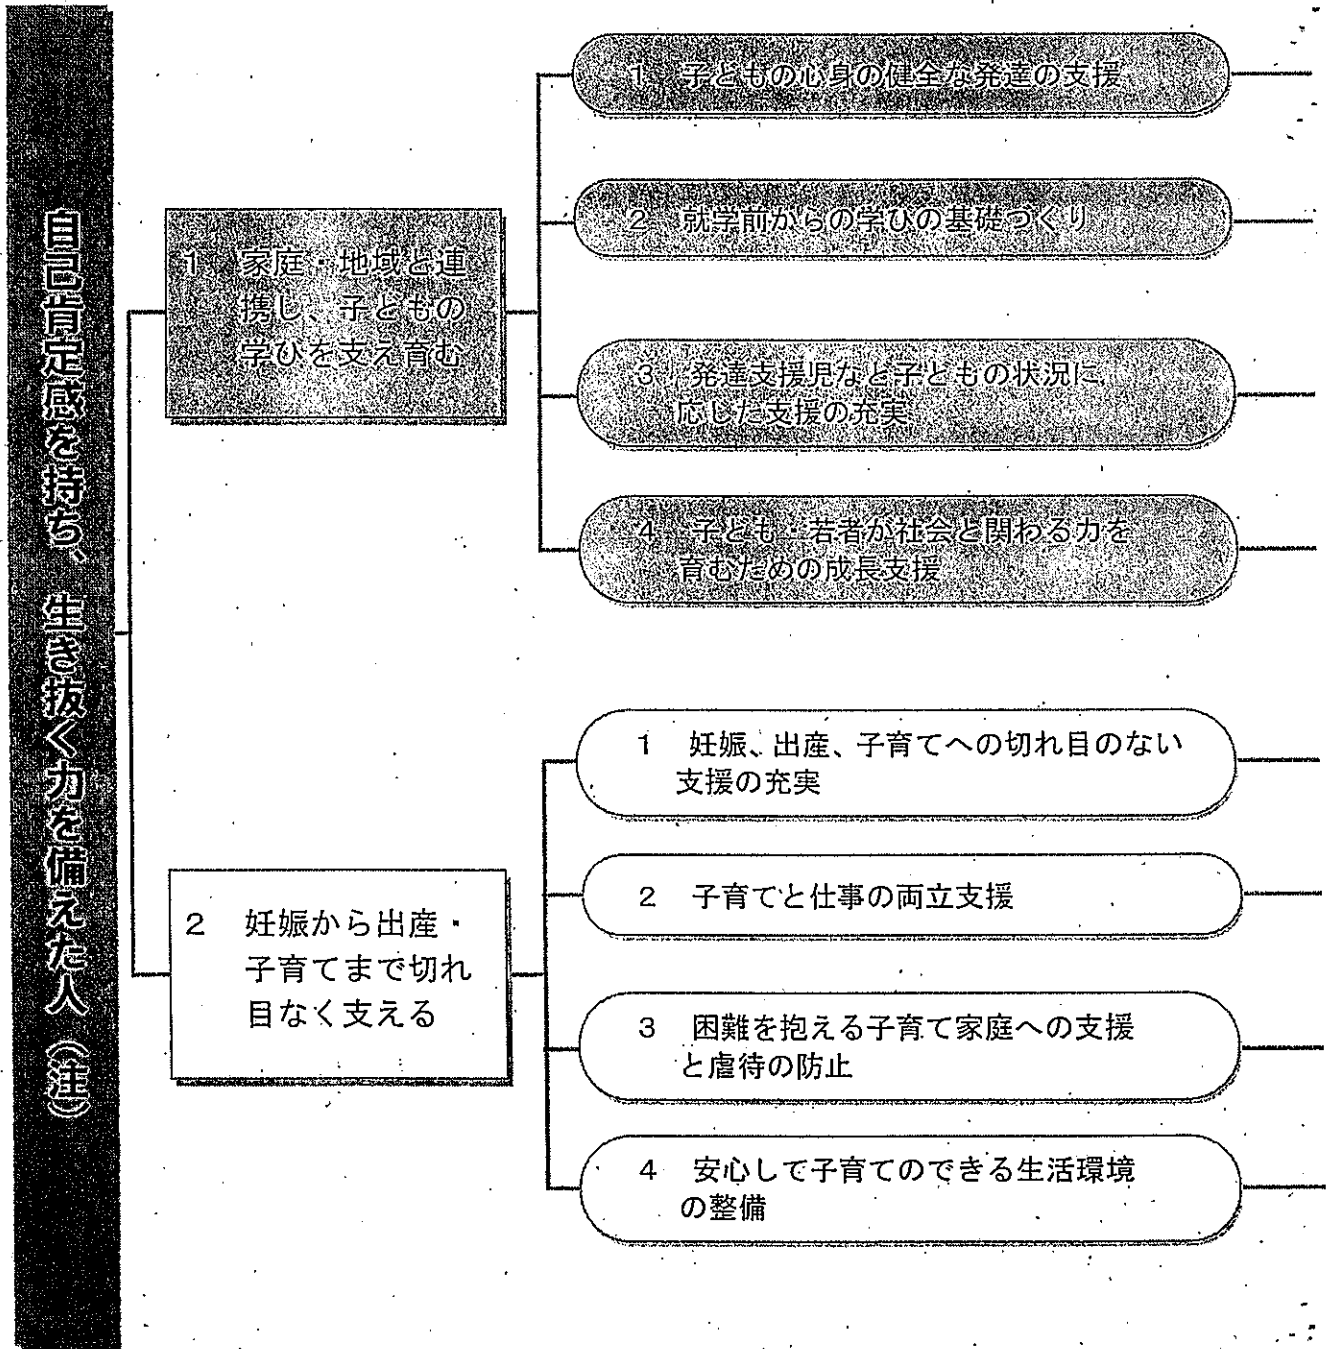 自己肯定感を持ち、生き抜く力を備えた人(注)
1 家庭・地域と連
携し、子どもの
学びを支え育む
1 子どもの心身の健全な発達の支援
2 就学前からの学びの基礎づくり
3 発達支援児など子どもの状況に
応じた支援の充実
4 子ども・若者が社会と関わる力を
育むための成長支援
2 妊娠から出産・
子育てまで切れ
目なく支える
1 妊娠、出産、子育てへの切れ目のない
支援の充実
2 子育てと仕事の両立支援
3 困難を抱える子育て家庭への支援
と虐待の防止
4 安心して子育てのできる生活環境
の整備